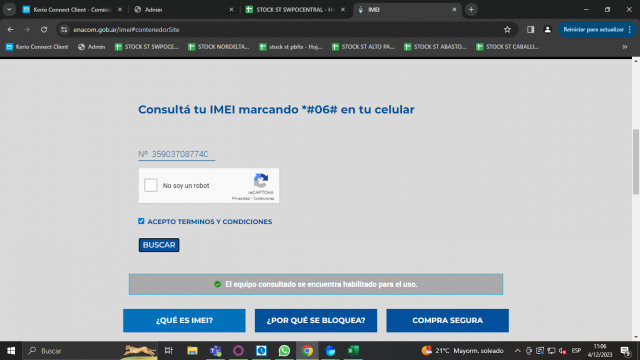 Kerio Connect Client - Comisio
Admin
STOCK ST SWPOCENTRAL - H
IMEI
enacom.gob.ar/imei#contenedorSite
Reiniciar para actualizar
Kerio Connect Client
Admin
STOCK ST SWPOCE...
STOCK NORDELTA...
stock st pbfix - Hoj...
STOCK ST ALTO PA...
STOCK ST ABASTO...
STOCK ST CABALLI...
Consultá tu IMEI marcando *#06# en tu celular
Nº 35903708774
No soy un robot
reCAPTCHA
Privacidad - Condiciones
ACEPTO TERMINOS Y CONDICIONES
BUSCAR
El equipo consultado se encuentra habilitado para el uso.
¿QUÉ ES IMEI?
¿POR QUÉ SE BLOQUEA?
COMPRA SEGURA
Buscar
21°C Mayorm. soleado
ESP
11:06
4/12/2023